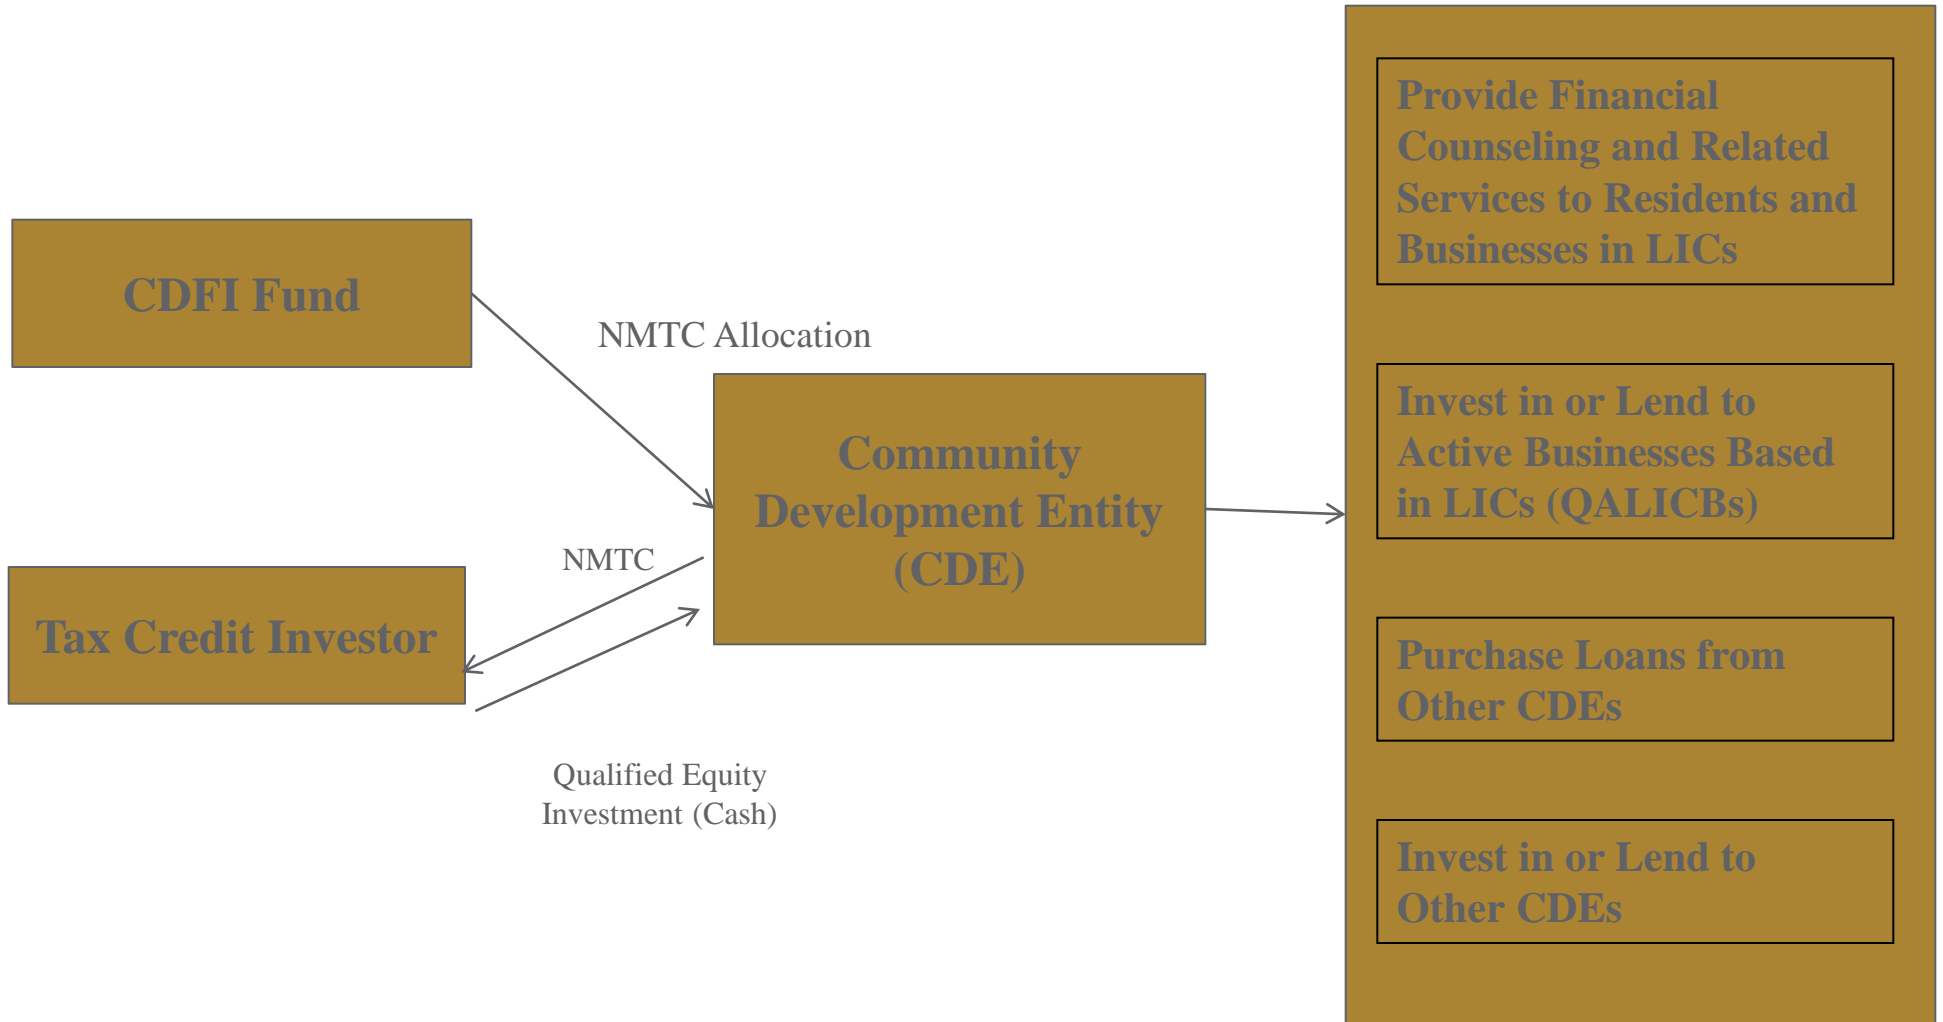 CDFI Fund
NMTC Allocation
Community
Development Entity
(CDE)
NMTC
Tax Credit Investor
Qualified Equity
Investment (Cash)
Provide Financial
Counseling and Related
Services to Residents and
Businesses in LICs
Invest in or Lend to
Active Businesses Based
in LICs (QALICBs)
Purchase Loans from
Other CDEs
Invest in or Lend to
Other CDEs